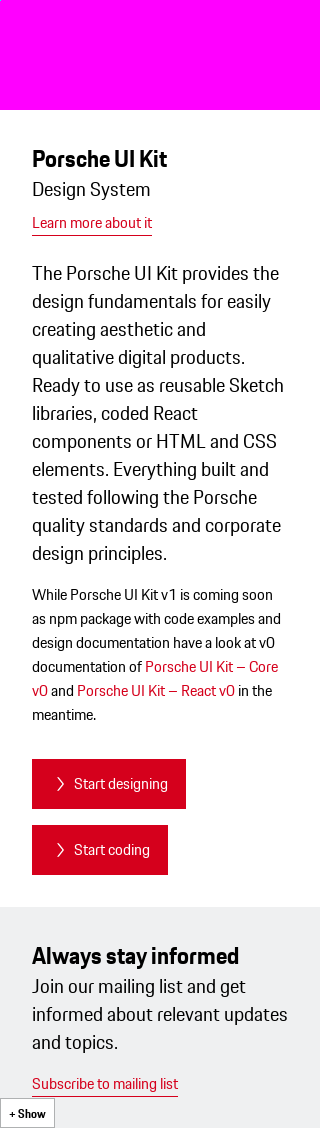 Porsche UI Kit
Design System
Learn more about it
The Porsche UI Kit provides the
design fundamentals for easily
creating aesthetic and
qualitative digital products.
Ready to use as reusable Sketch
libraries, coded React
components or HTML and CSS
elements. Everything built and
tested following the Porsche
quality standards and corporate
design principles.
While Porsche UI Kit v1 is coming soon
as npm package with code examples and
design documentation have a look at v0
documentation of Porsche UI Kit – Core
v0 and Porsche UI Kit – React v0 in the
meantime.
Start designing
Start coding
Always stay informed
Join our mailing list and get
informed about relevant updates
and topics.
Subscribe to mailing list
+ Show